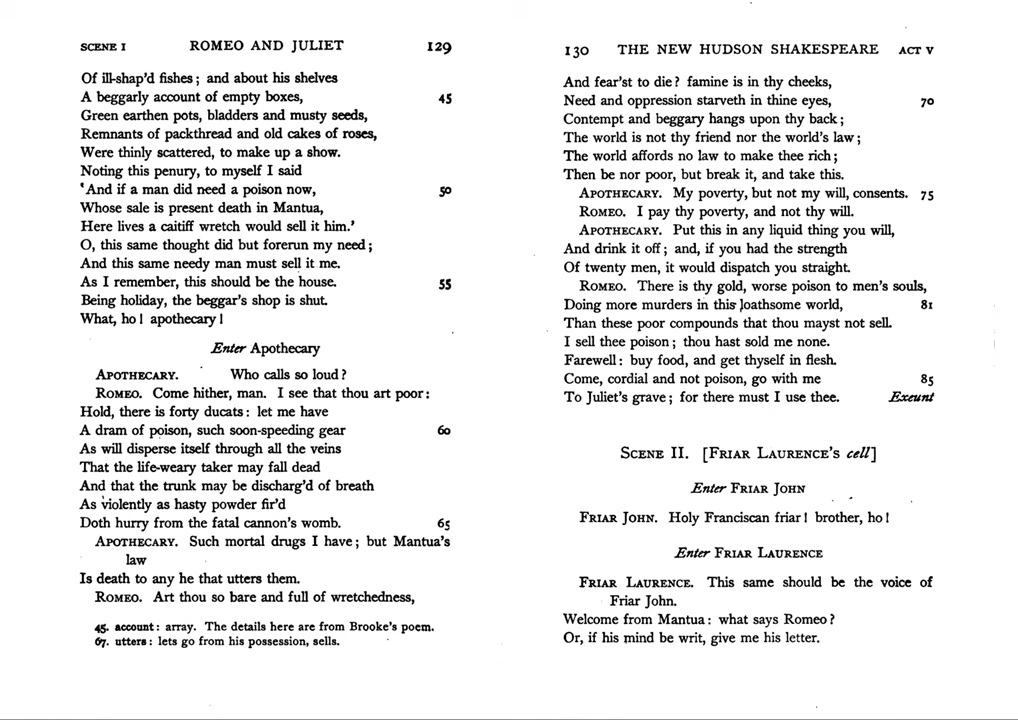 SCENE I ROMEO AND JULIET 129
Of ill-shap'd fishes; and about his shelves
A beggarly account of empty boxes, 45
Green earthen pots, bladders and musty seeds,
Remnants of packthread and old cakes of roses,
Were thinly scattered, to make up a show.
Noting this penury, to myself I said
'And if a man did need a poison now, 50
Whose sale is present death in Mantua,
Here lives a caitiff wretch would sell it him.'
O, this same thought did but forerun my need;
And this same needy man must sell it me.
As I remember, this should be the house. 55
Being holiday, the beggar's shop is shut.
What, ho! apothecary!
Enter Apothecary
APOTHECARY. Who calls so loud?
ROMEO. Come hither, man. I see that thou art poor:
Hold, there is forty ducats: let me have
A dram of poison, such soon-speeding gear 60
As will disperse itself through all the veins
That the life-weary taker may fall dead
And that the trunk may be discharg'd of breath
As violently as hasty powder fir'd
Doth hurry from the fatal cannon's womb. 65
APOTHECARY. Such mortal drugs I have; but Mantua's
law
Is death to any he that utters them.
ROMEO. Art thou so bare and full of wretchedness,
45. account: array. The details here are from Brooke's poem.
67. utters: lets go from his possession, sells.
130 THE NEW HUDSON SHAKESPEARE ACT V
And fear'st to die? famine is in thy cheeks,
Need and oppression starveth in thine eyes, 70
Contempt and beggary hangs upon thy back;
The world is not thy friend nor the world's law;
The world affords no law to make thee rich;
Then be nor poor, but break it, and take this.
APOTHECARY. My poverty, but not my will, consents. 75
ROMEO. I pay thy poverty, and not thy will.
APOTHECARY. Put this in any liquid thing you will,
And drink it off; and, if you had the strength
Of twenty men, it would dispatch you straight.
ROMEO. There is thy gold, worse poison to men's souls,
Doing more murders in this loathsome world, 81
Than these poor compounds that thou mayst not sell.
I sell thee poison; thou hast sold me none.
Farewell: buy food, and get thyself in flesh.
Come, cordial and not poison, go with me 85
To Juliet's grave; for there must I use thee. Exeunt
SCENE II. [FRIAR LAURENCE'S cell]
Enter FRIAR JOHN
FRIAR JOHN. Holy Franciscan friar! brother, ho!
Enter FRIAR LAURENCE
FRIAR LAURENCE. This same should be the voice of
Friar John.
Welcome from Mantua: what says Romeo?
Or, if his mind be writ, give me his letter.